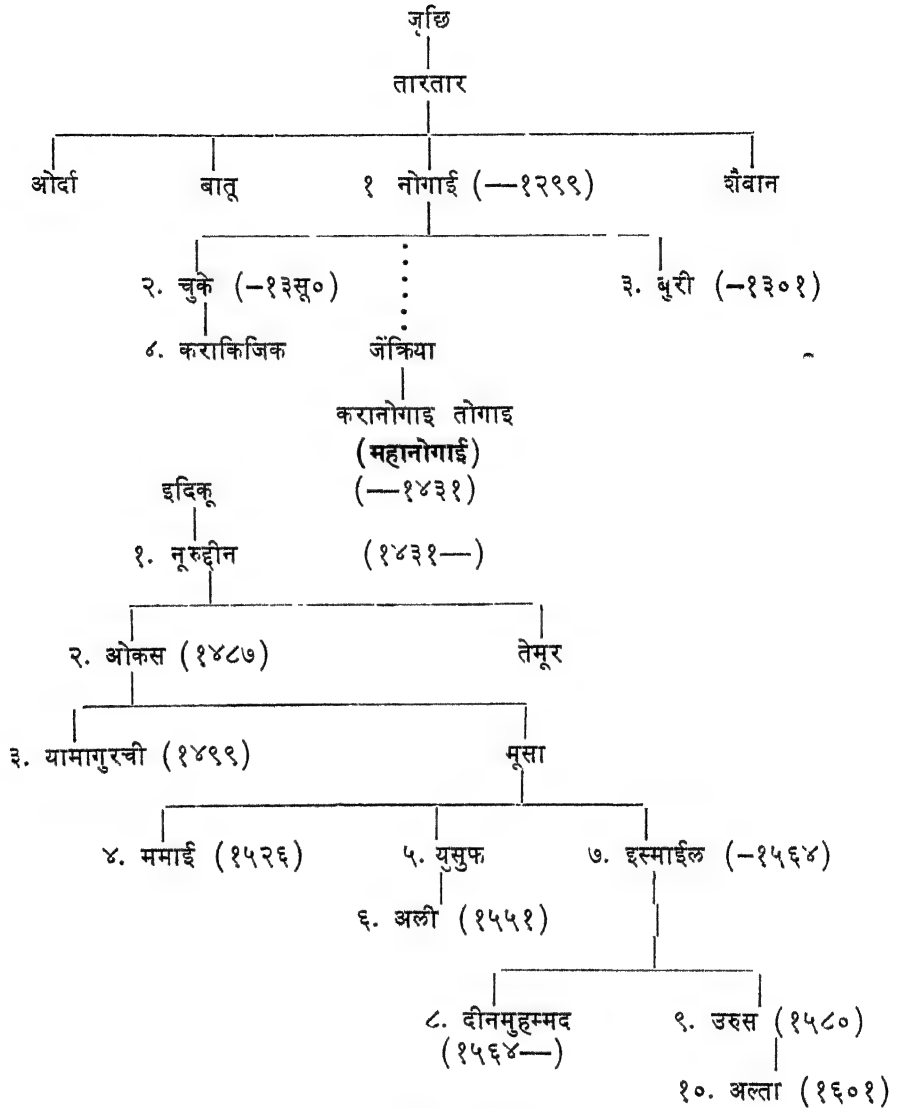 जूछि
तारतार
ओर्दा बातू १ नोगाई (—१२९९) शैवान
२. चुके (-१३सू०) ३. बुरी (-१३०१)
४. कराकिजिक जेंक्रिया
करानोगाइ तोगाइ
(महानोगाई)
इदिकू (—१४३१)
१. नूरुद्दीन (१४३१—)
२. ओकस (१४८७) तेमूर
३. यामागुरची (१४९९) मूसा
४. ममाई (१५२६) ५. युसुफ ७. इस्माईल (-१५६४)
६. अली (१५५१)
८. दीनमुहम्मद ९. उरुस (१५८०)
(१५६४—)
१०. अल्ता (१६०१)